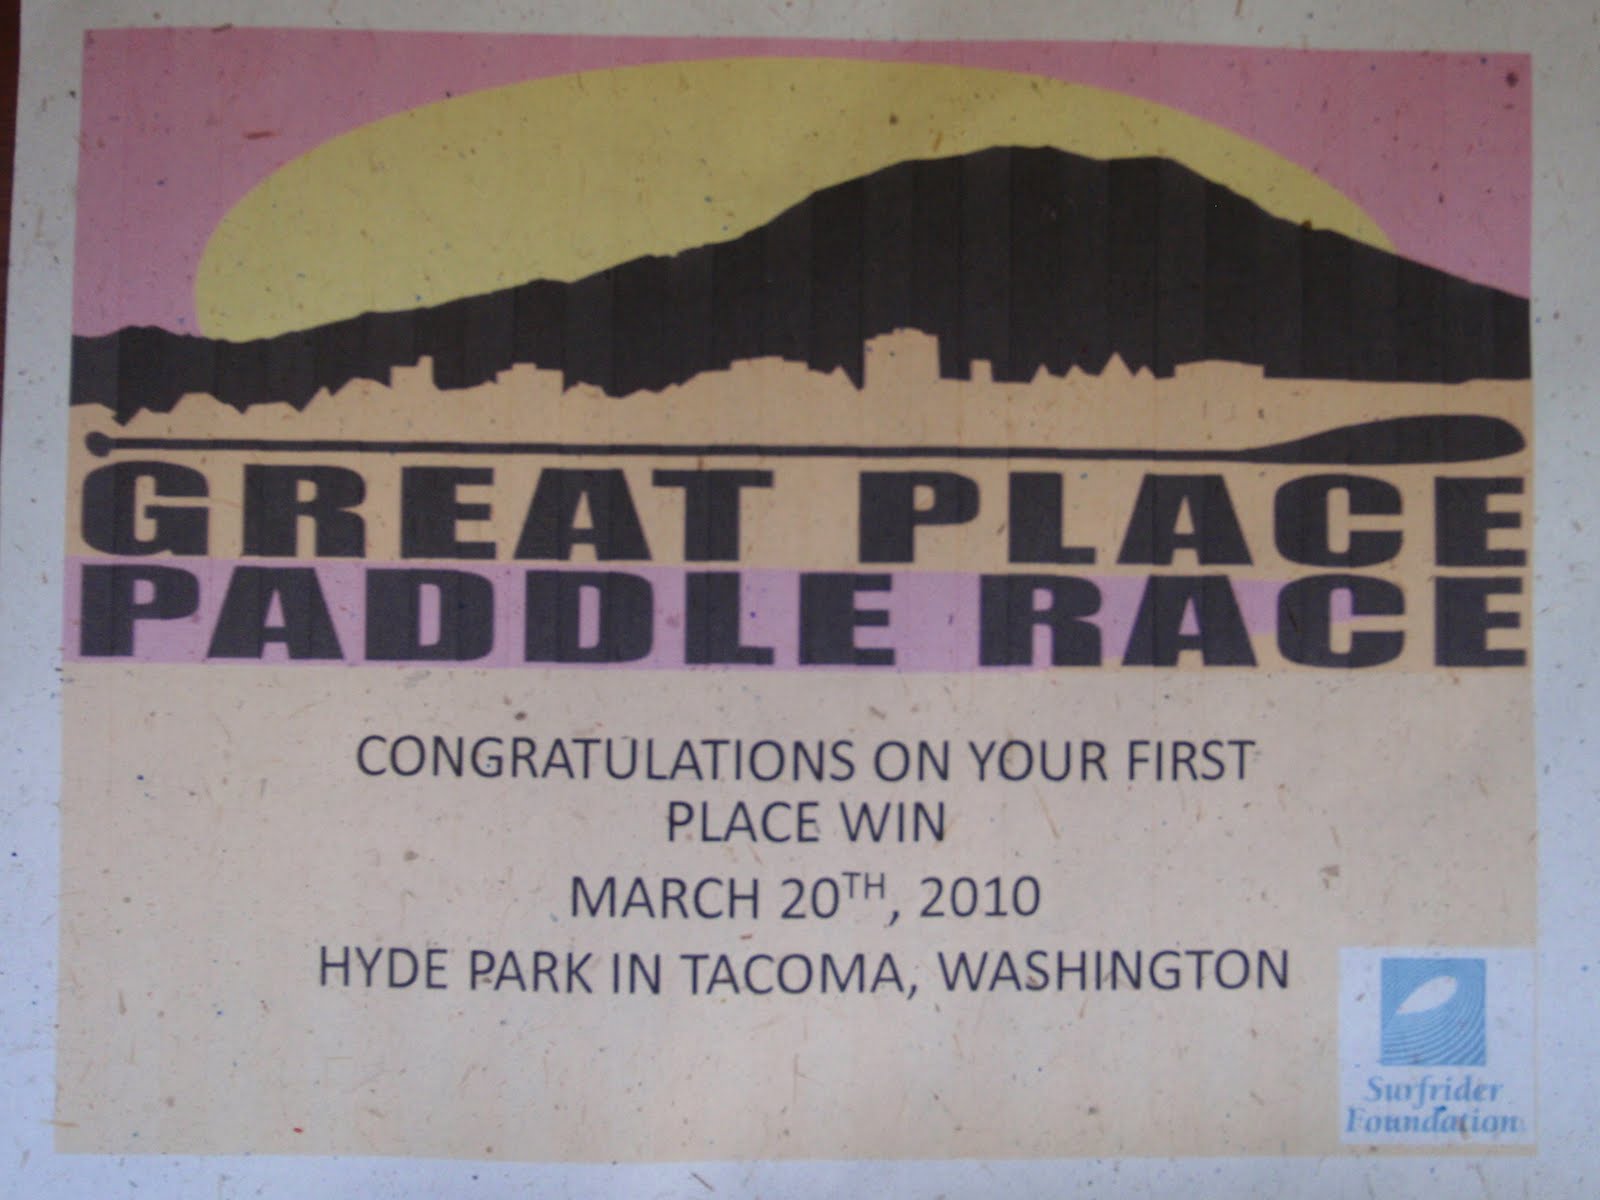 GREAT PLACE
PADDLE RACE
CONGRATULATIONS ON YOUR FIRST
PLACE WIN
MARCH 20TH, 2010
HYDE PARK IN TACOMA, WASHINGTON
Surfrider
Foundation